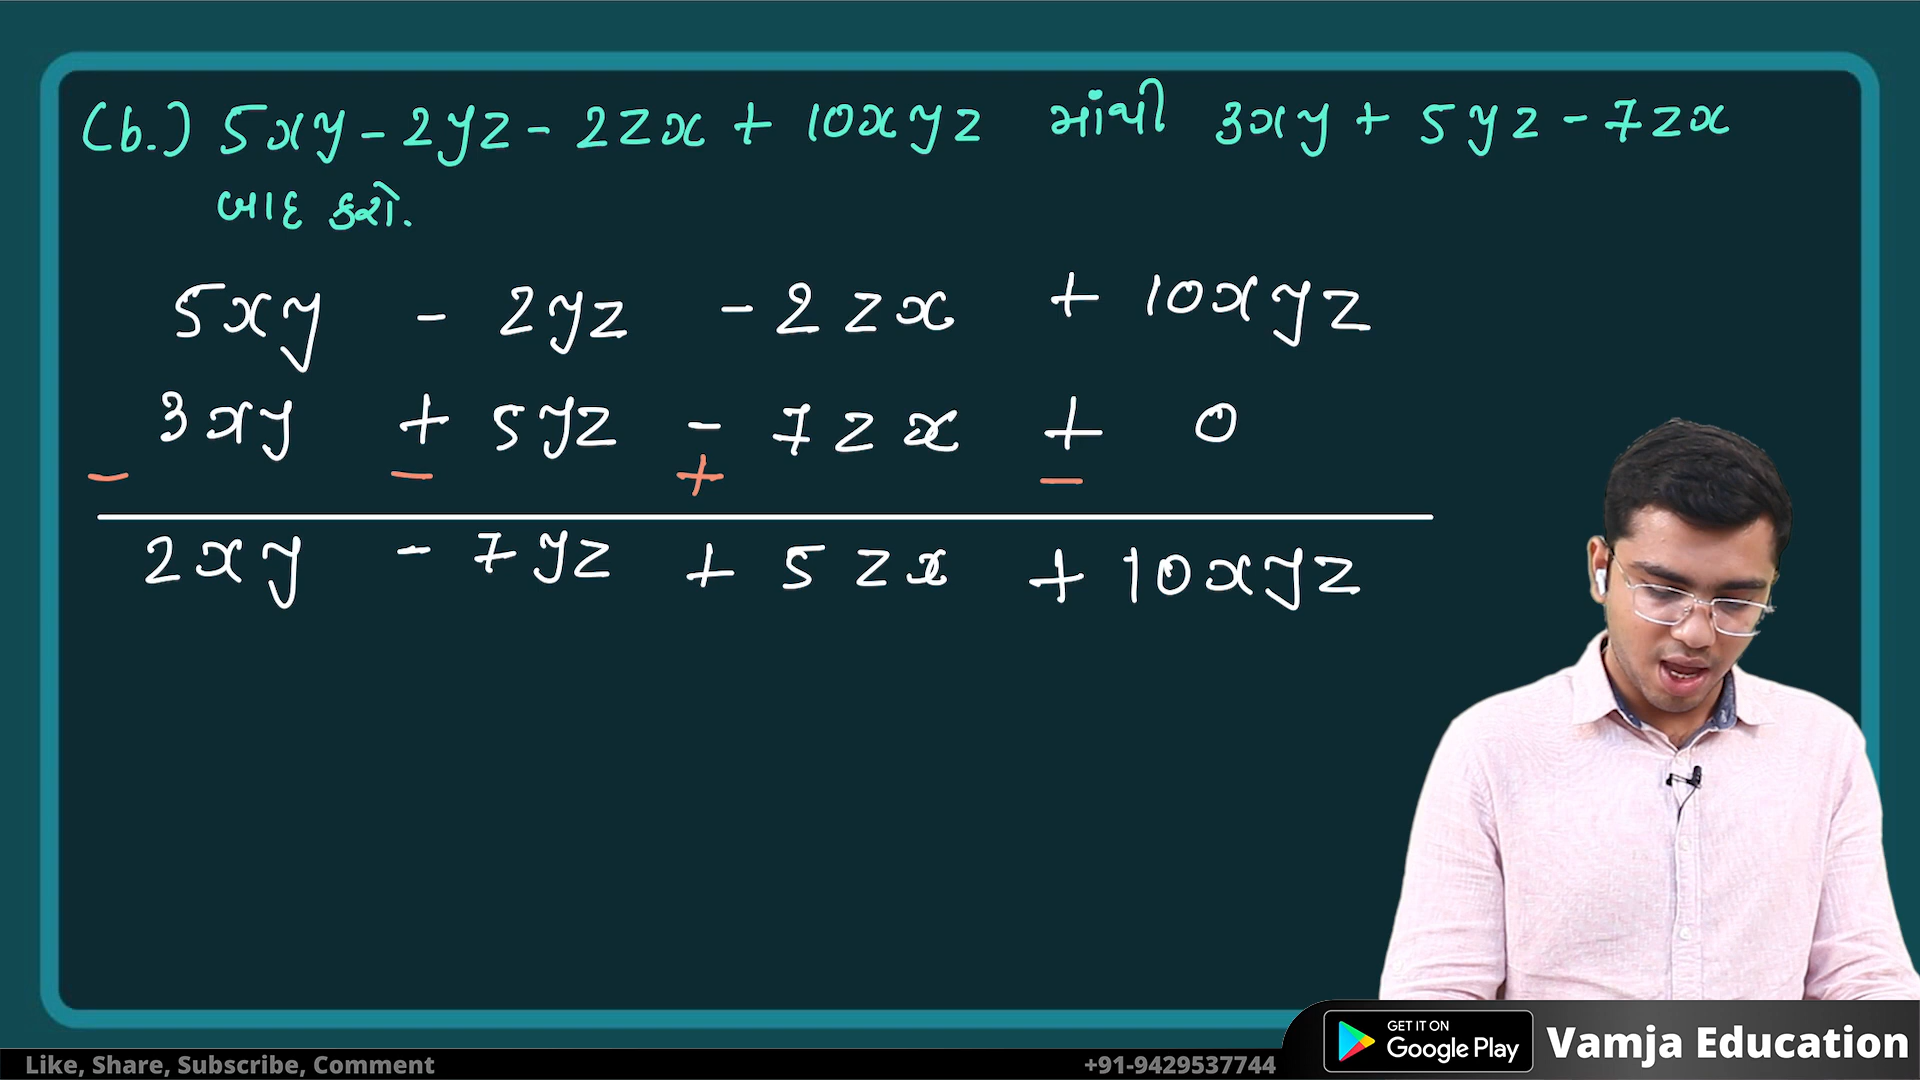 (b.) 5xy - 2yz - 2zx + 10xyz માંથી 3xy + 5yz - 7zx
બાદ કરો.
5xy - 2yz - 2zx + 10xyz
3xy + 5yz - 7zx + 0
- - + -
2xy - 7yz + 5zx + 10xyz
GET IT ON
Google Play
Vamja Education
Like, Share, Subscribe, Comment
+91-9429537744